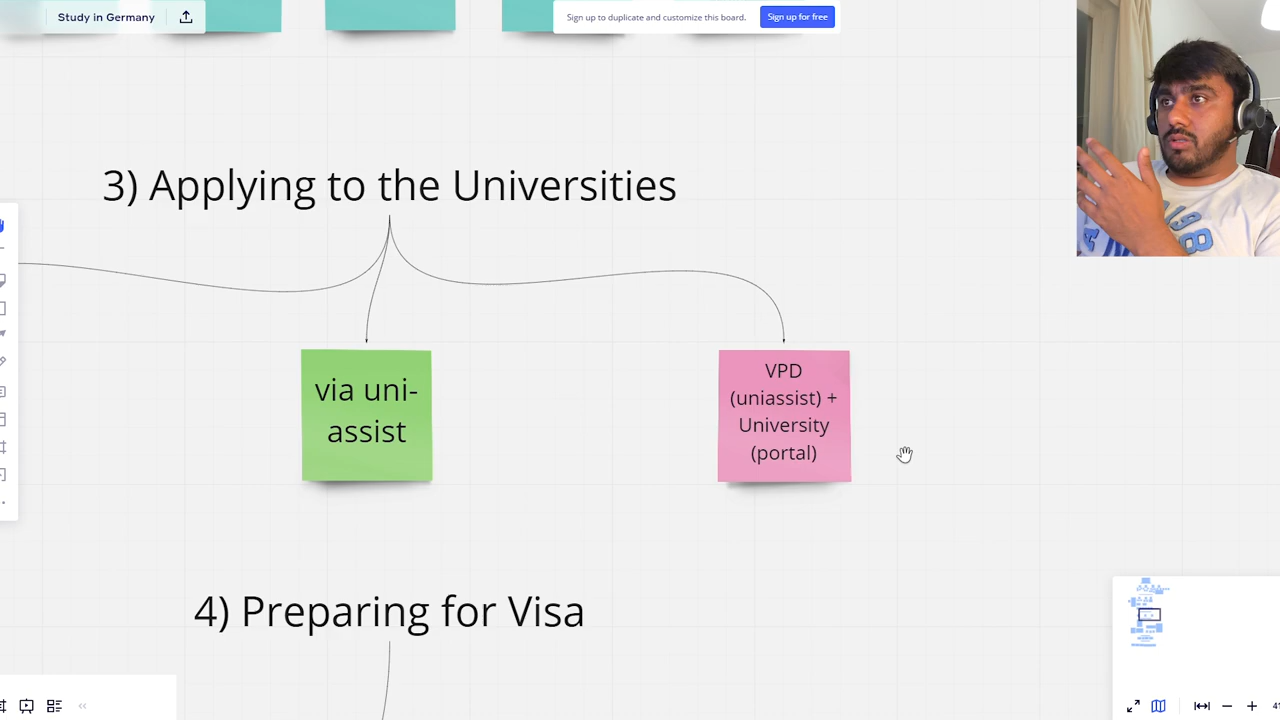 Study in Germany
Sign up to duplicate and customize this board.
Sign up for free
3) Applying to the Universities
via uni-
assist
VPD
(uniassist) +
University
(portal)
4) Preparing for Visa